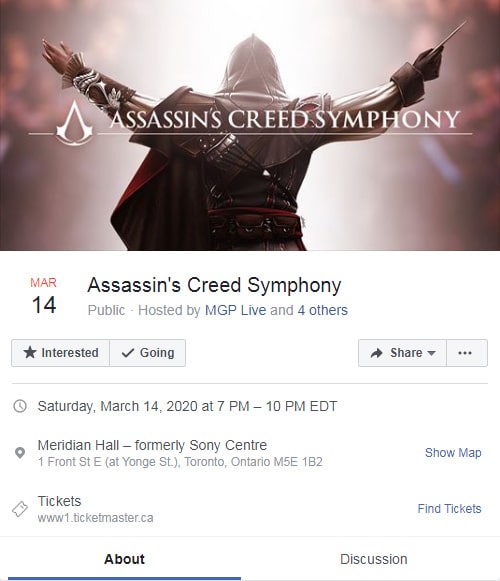 ASSASSIN'S CREED SYMPHONY
MAR
14
Assassin's Creed Symphony
Public · Hosted by MGP Live and 4 others
Interested
Going
Share
Saturday, March 14, 2020 at 7 PM – 10 PM EDT
Meridian Hall – formerly Sony Centre
1 Front St E (at Yonge St.), Toronto, Ontario M5E 1B2
Show Map
Tickets
www1.ticketmaster.ca
Find Tickets
About
Discussion